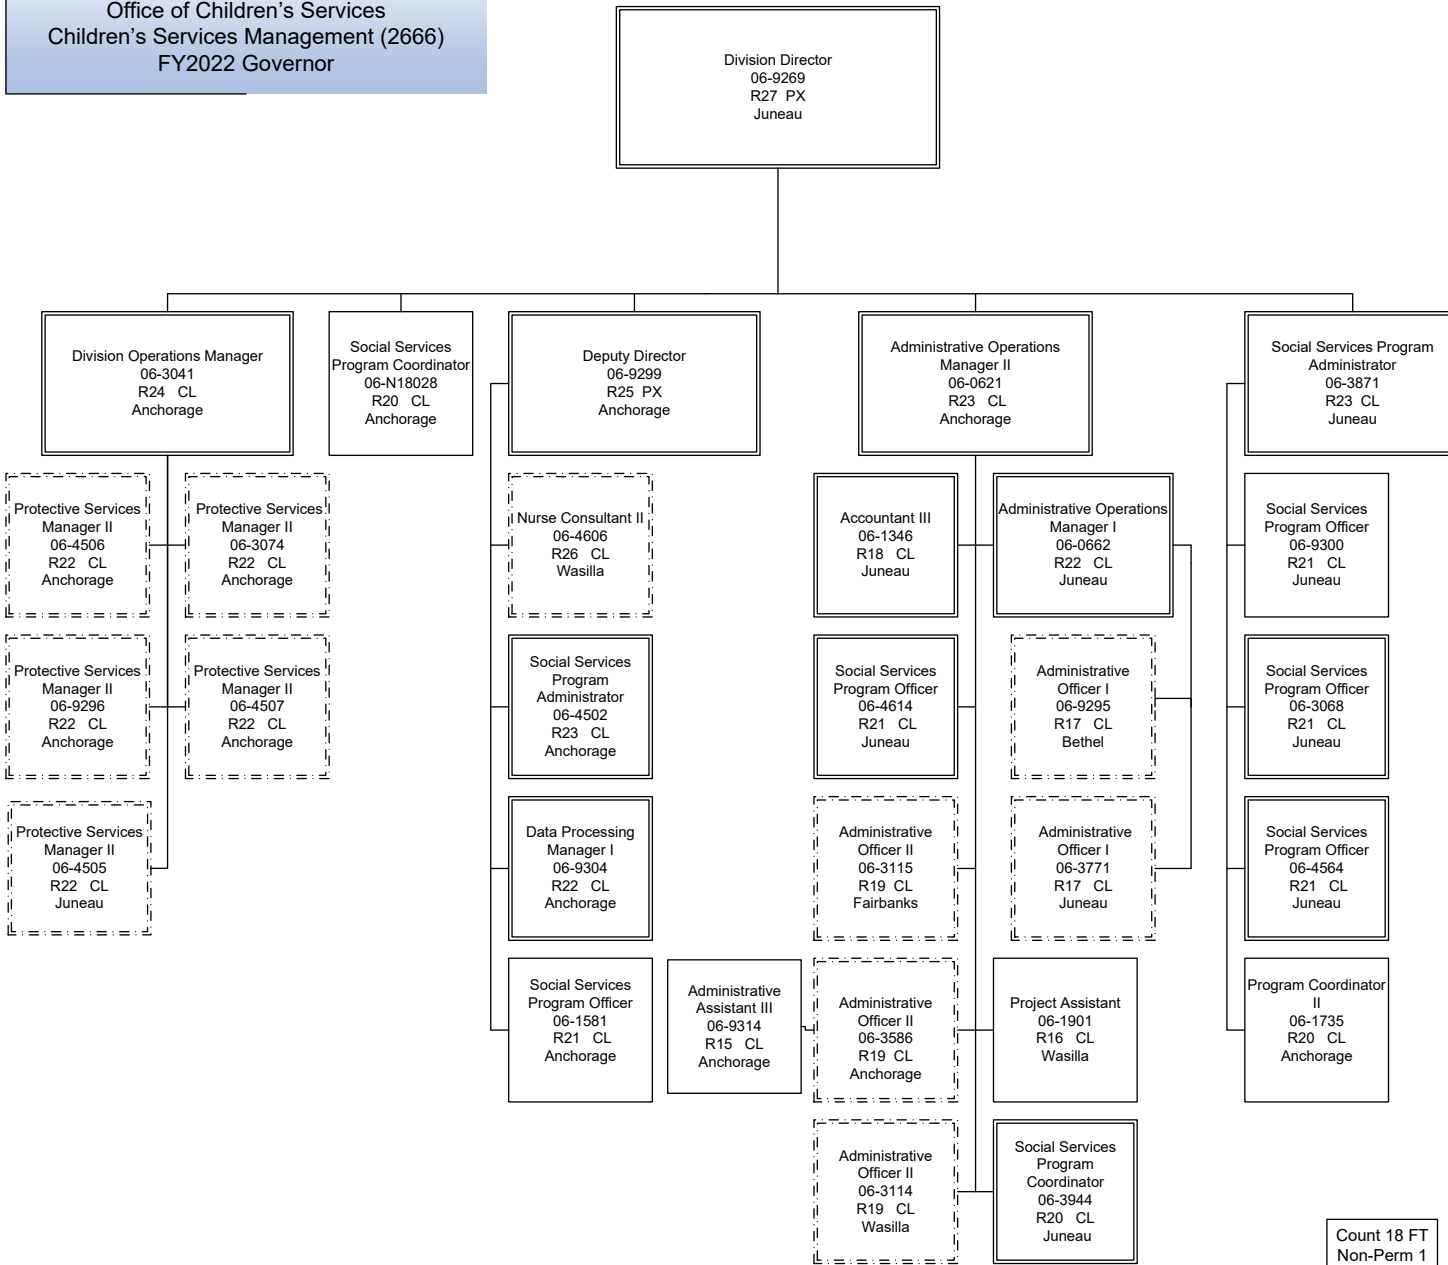 Office of Children's Services
Children's Services Management (2666)
FY2022 Governor
Division Director
06-9269
R27 PX
Juneau
Division Operations Manager
06-3041
R24 CL
Anchorage
Social Services
Program Coordinator
06-N18028
R20 CL
Anchorage
Deputy Director
06-9299
R25 PX
Anchorage
Administrative Operations
Manager II
06-0621
R23 CL
Anchorage
Social Services Program
Administrator
06-3871
R23 CL
Juneau
Protective Services
Manager II
06-4506
R22 CL
Anchorage
Protective Services
Manager II
06-3074
R22 CL
Anchorage
Nurse Consultant II
06-4606
R26 CL
Wasilla
Accountant III
06-1346
R18 CL
Juneau
Administrative Operations
Manager I
06-0662
R22 CL
Juneau
Social Services
Program Officer
06-9300
R21 CL
Juneau
Protective Services
Manager II
06-9296
R22 CL
Anchorage
Protective Services
Manager II
06-4507
R22 CL
Anchorage
Social Services
Program
Administrator
06-4502
R23 CL
Anchorage
Social Services
Program Officer
06-4614
R21 CL
Juneau
Administrative
Officer I
06-9295
R17 CL
Bethel
Social Services
Program Officer
06-3068
R21 CL
Juneau
Protective Services
Manager II
06-4505
R22 CL
Juneau
Data Processing
Manager I
06-9304
R22 CL
Anchorage
Administrative
Officer II
06-3115
R19 CL
Fairbanks
Administrative
Officer I
06-3771
R17 CL
Juneau
Social Services
Program Officer
06-4564
R21 CL
Juneau
Social Services
Program Officer
06-1581
R21 CL
Anchorage
Administrative
Assistant III
06-9314
R15 CL
Anchorage
Administrative
Officer II
06-3586
R19 CL
Anchorage
Project Assistant
06-1901
R16 CL
Wasilla
Program Coordinator
II
06-1735
R20 CL
Anchorage
Administrative
Officer II
06-3114
R19 CL
Wasilla
Social Services
Program
Coordinator
06-3944
R20 CL
Juneau
Count 18 FT
Non-Perm 1